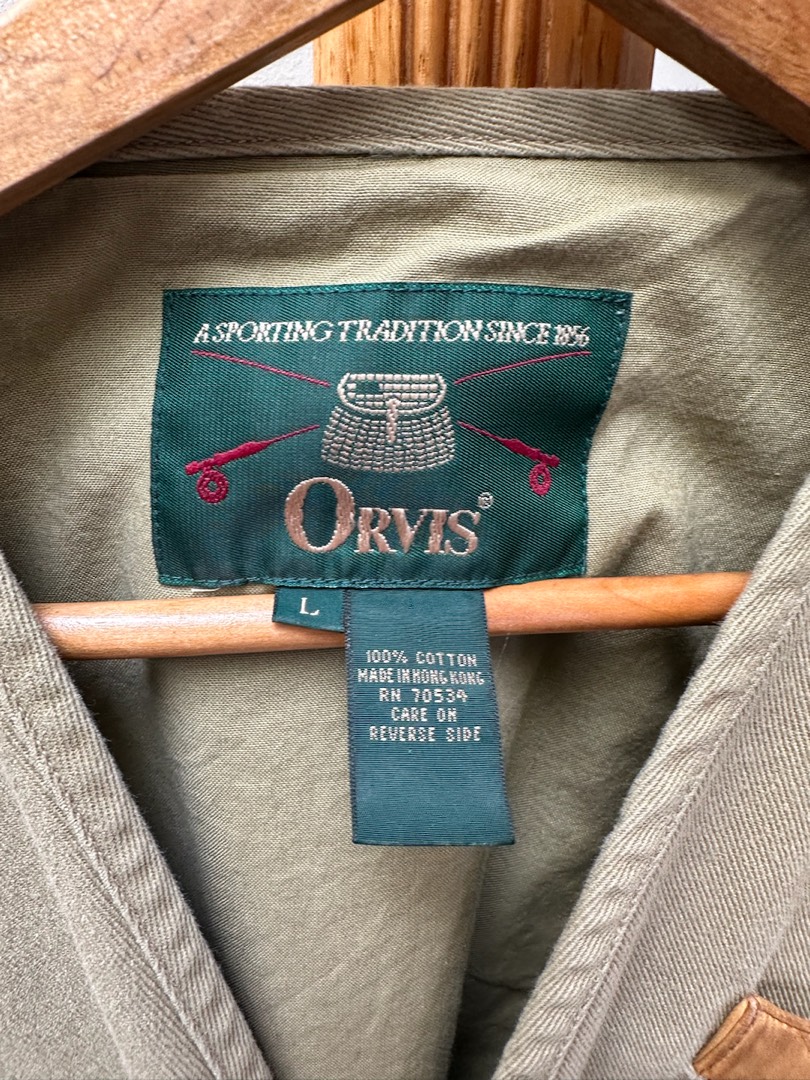 A SPORTING TRADITION SINCE 1856
ORVIS®
L
100% COTTON
MADE IN HONG KONG
RN 70534
CARE ON
REVERSE SIDE